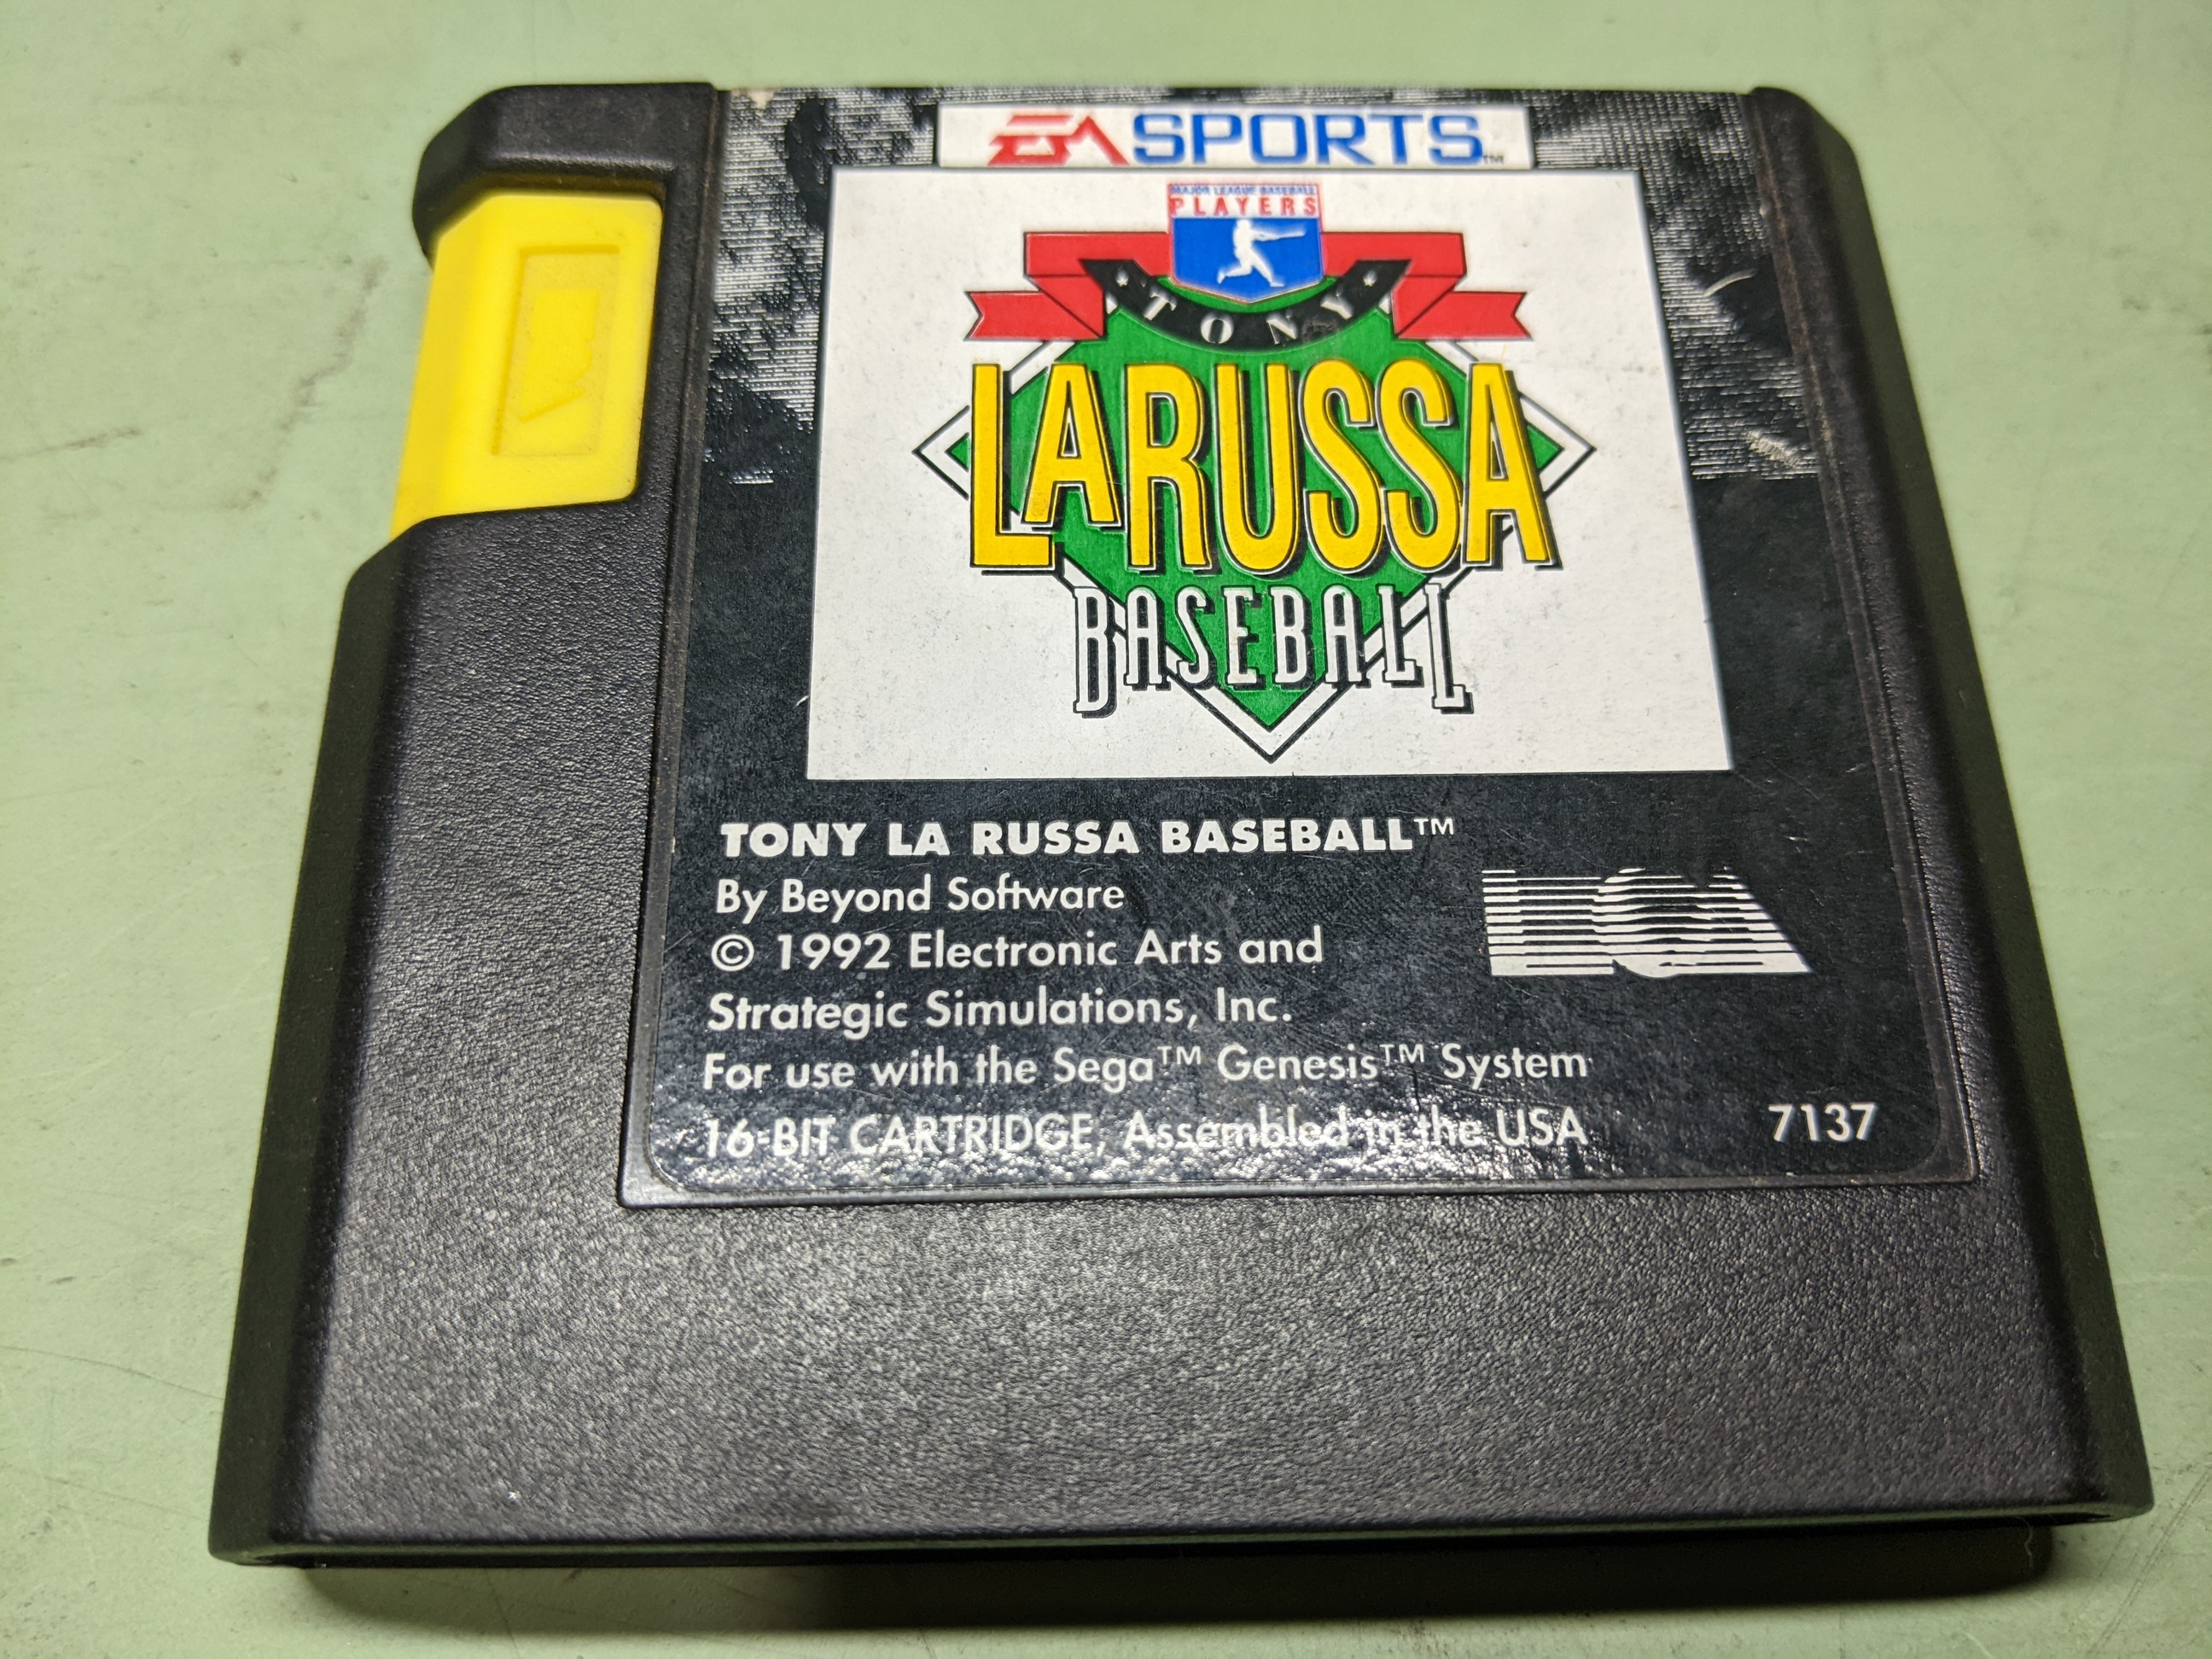 EA SPORTS™
MAJOR LEAGUE BASEBALL
PLAYERS
TONY
LARUSSA
BASEBALL
TONY LA RUSSA BASEBALL™
By Beyond Software
© 1992 Electronic Arts and
Strategic Simulations, Inc.
For use with the Sega™ Genesis™ System
16-BIT CARTRIDGE, Assembled in the USA
7137